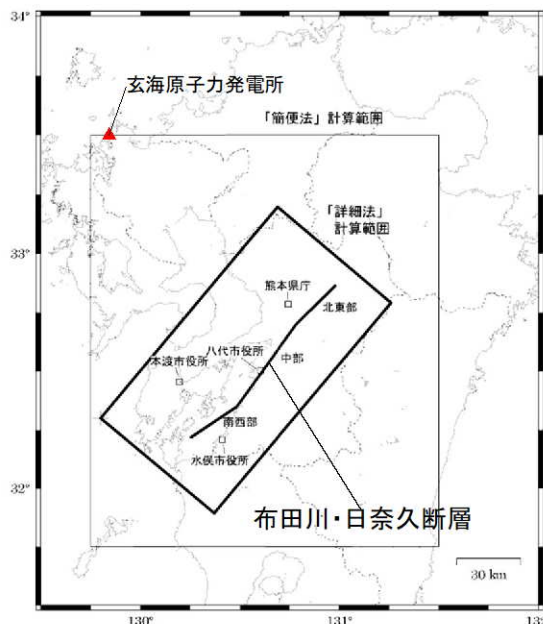 34°
玄海原子力発電所
「簡便法」計算範囲
「詳細法」
計算範囲
33°
熊本県庁
北東部
八代市役所
中部
本渡市役所
南西部
水俣市役所
32°
布田川・日奈久断層
30 km
130°
131°